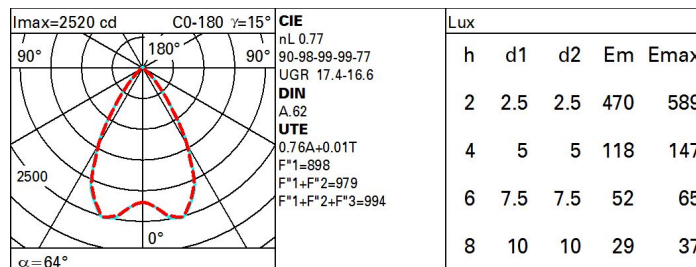 Imax=2520 cd C0-180 γ=15°
90° 180° 90°
2500
0°
α=64°
CIE
nL 0.77
90-98-99-99-77
UGR 17.4-16.6
DIN
A.62
UTE
0.76A+0.01T
F"1=898
F"1+F"2=979
F"1+F"2+F"3=994
Lux
h d1 d2 Em Emax
2 2.5 2.5 470 589
4 5 5 118 147
6 7.5 7.5 52 65
8 10 10 29 37